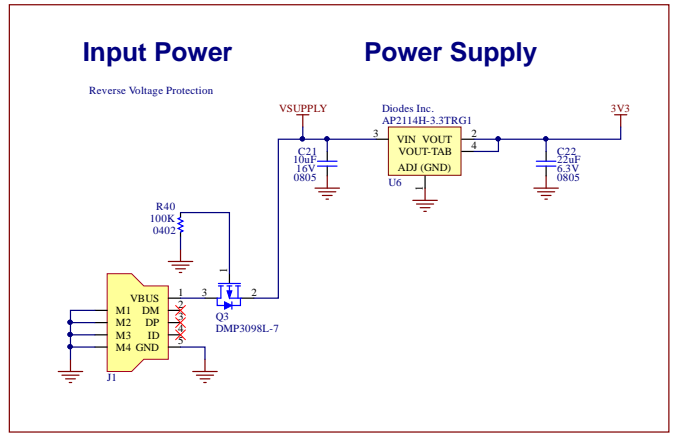 Input Power
Power Supply
Reverse Voltage Protection
VSUPPLY
Diodes Inc.
AP2114H-3.3TRG1
3V3
3
VIN VOUT
2
VOUT-TAB
4
ADJ (GND)
1
U6
C21
10uF
16V
0805
C22
22uF
6.3V
0805
R40
100K
0402
1
3
2
Q3
DMP3098L-7
VBUS
1
M1 DM
2
M2 DP
3
M3 ID
4
M4 GND
5
J1